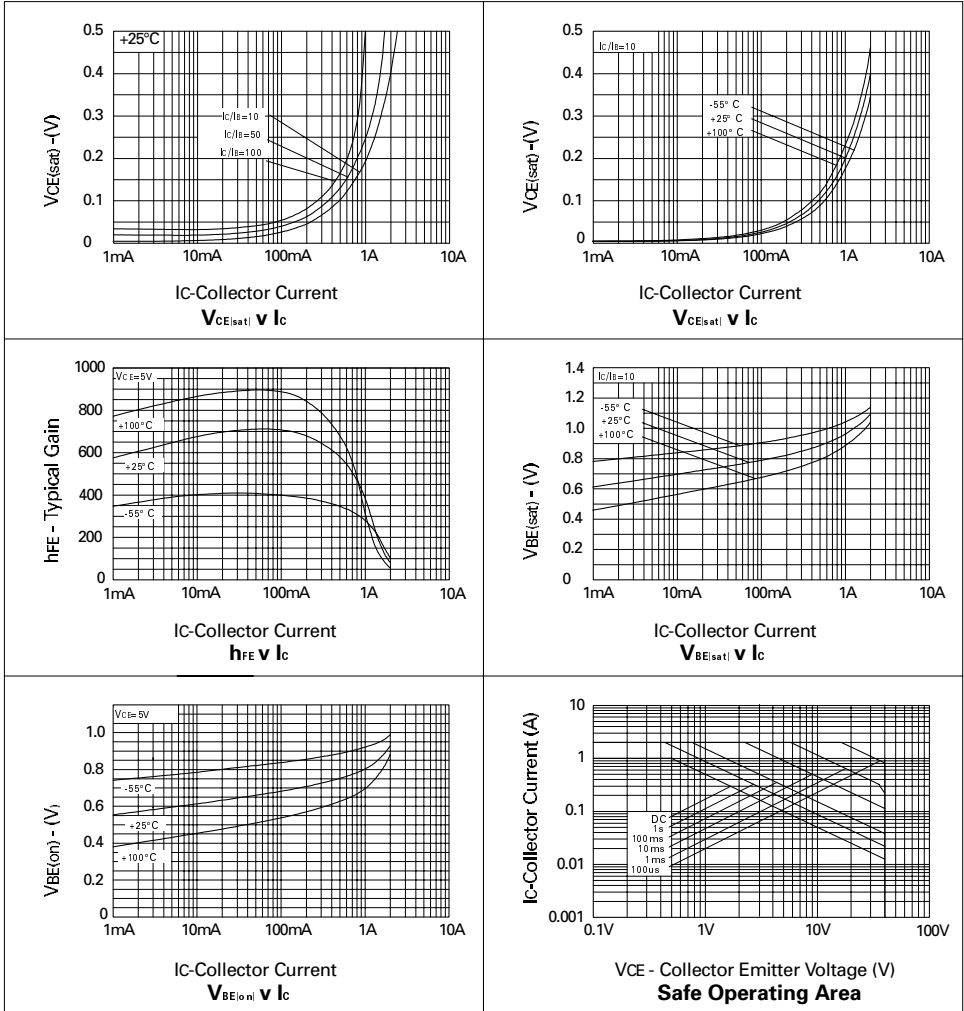 0.5
+25°C
0.4
0.3
0.2
0.1
0
IC/IB=10
IC/IB=50
IC/IB=100
VCE(sat) -(V)
1mA 10mA 100mA 1A 10A
IC-Collector Current
VCE(sat) v IC
0.5
IC/IB=10
0.4
0.3
0.2
0.1
0
-55° C
+25° C
+100° C
VCE(sat) -(V)
1mA 10mA 100mA 1A 10A
IC-Collector Current
VCE(sat) v IC
1000
VCE=5V
800
600
400
200
0
+100°C
+25°C
-55° C
hFE - Typical Gain
1mA 10mA 100mA 1A 10A
IC-Collector Current
hFE v IC
1.4
IC/IB=10
1.2
1.0
0.8
0.6
0.4
0.2
0
-55° C
+25° C
+100° C
VBE(sat) - (V)
1mA 10mA 100mA 1A 10A
IC-Collector Current
VBE(sat) v IC
VCE=5V
1.0
0.8
0.6
0.4
0.2
0
-55°C
+25°C
+100°C
VBE(on) - (V)
1mA 10mA 100mA 1A 10A
IC-Collector Current
VBE(on) v IC
10
1
0.1
0.01
0.001
DC
1s
100ms
10ms
1ms
100us
IC-Collector Current (A)
0.1V 1V 10V 100V
VCE - Collector Emitter Voltage (V)
Safe Operating Area